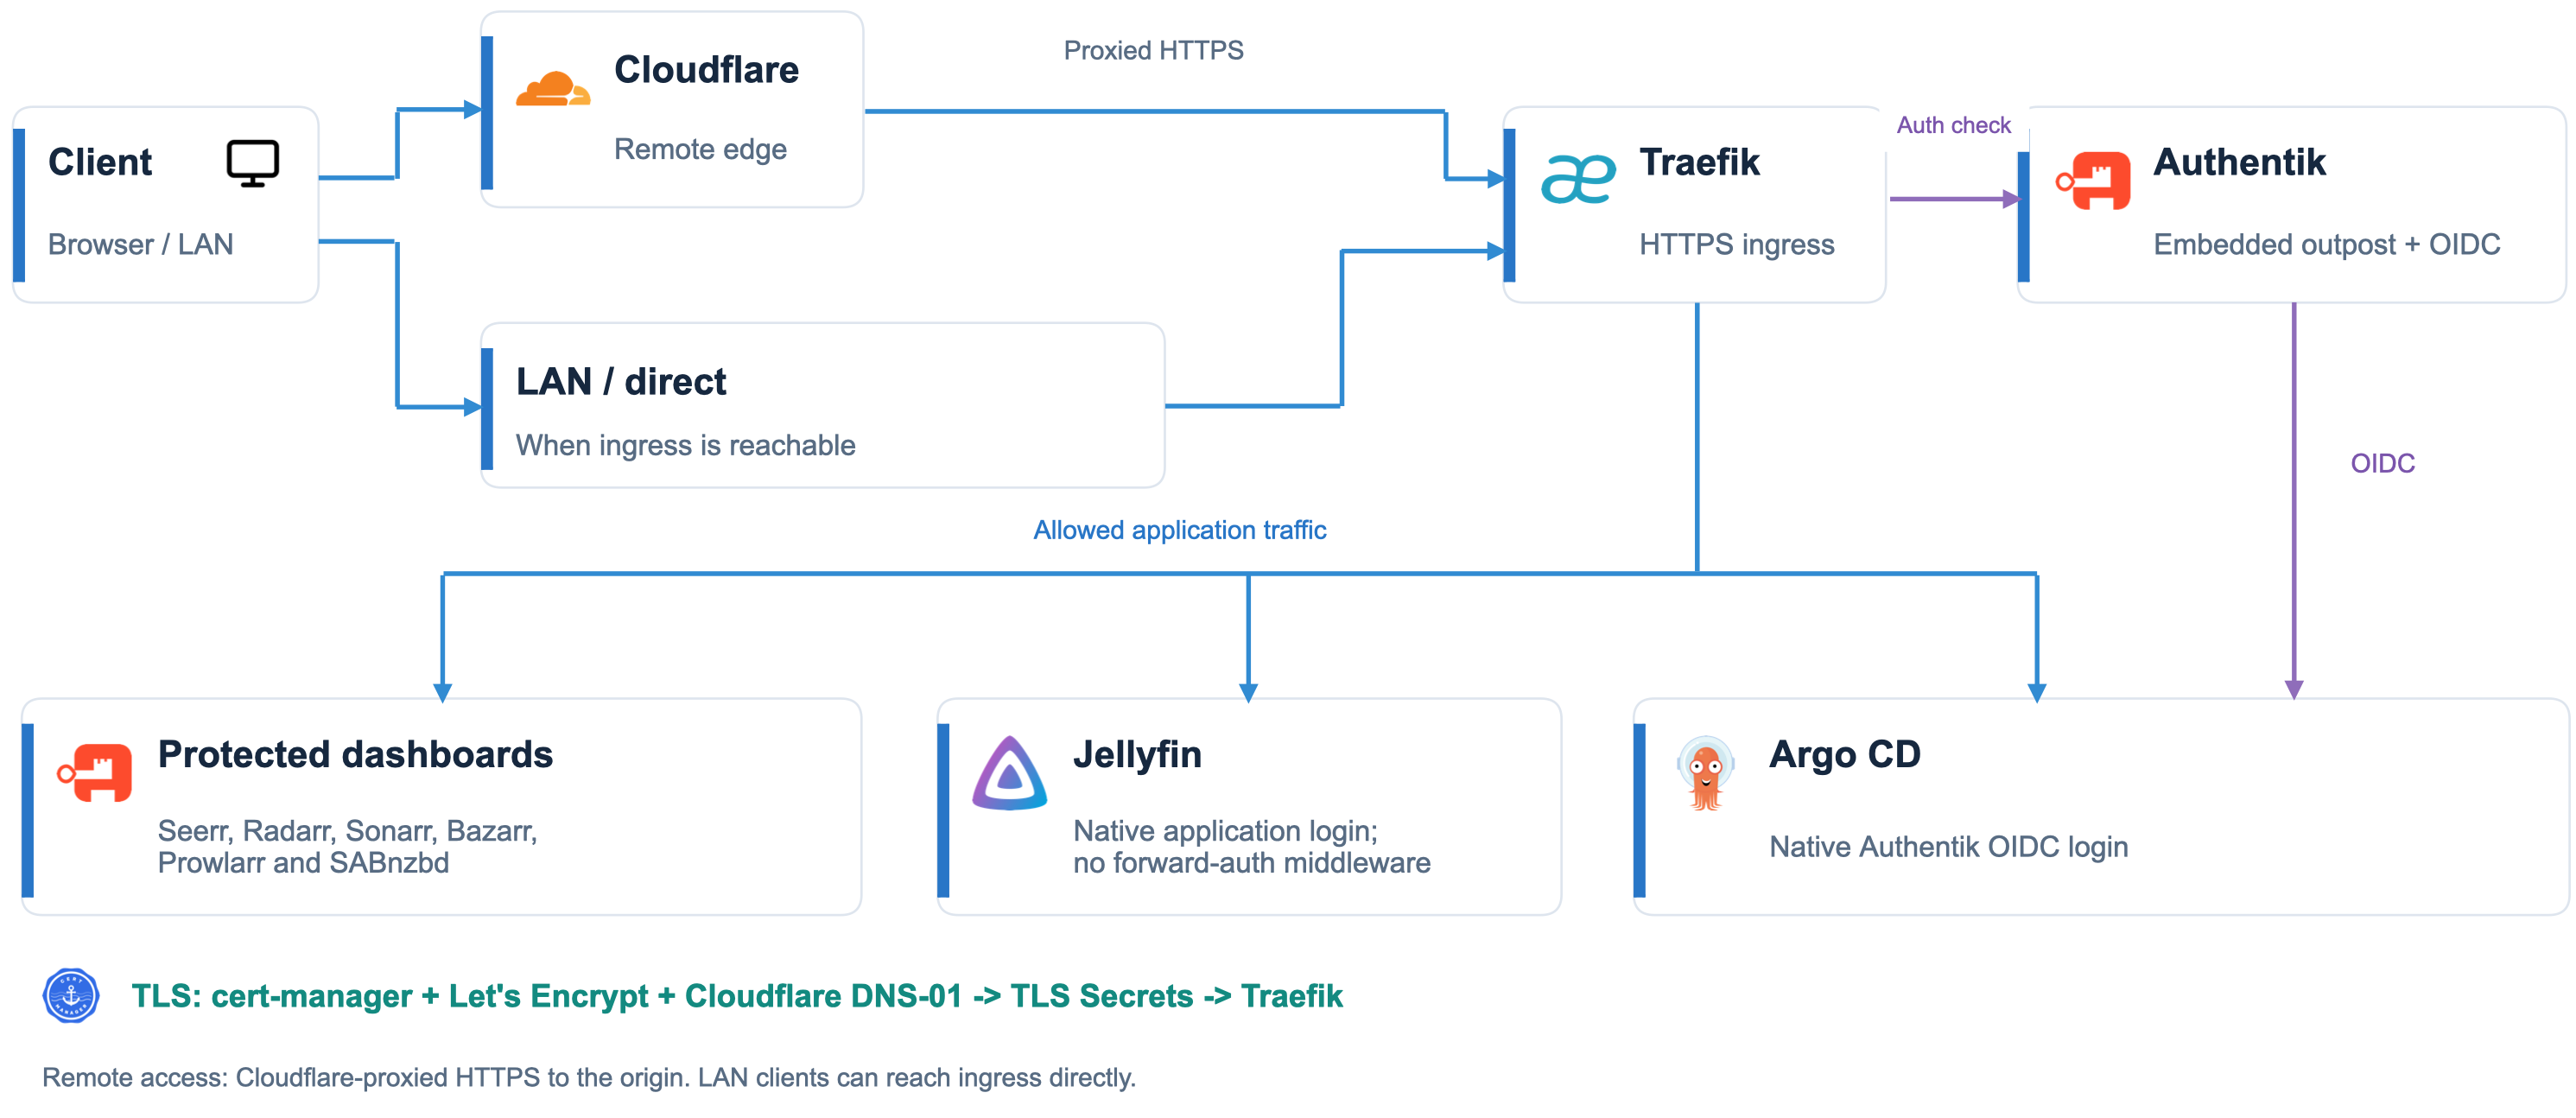 Cloudflare
Remote edge
Proxied HTTPS
Client
Browser / LAN
Traefik
HTTPS ingress
Auth check
Authentik
Embedded outpost + OIDC
LAN / direct
When ingress is reachable
OIDC
Allowed application traffic
Protected dashboards
Seerr, Radarr, Sonarr, Bazarr,
Prowlarr and SABnzbd
Jellyfin
Native application login;
no forward-auth middleware
Argo CD
Native Authentik OIDC login
CERT
MANAGER
TLS: cert-manager + Let's Encrypt + Cloudflare DNS-01 -> TLS Secrets -> Traefik
Remote access: Cloudflare-proxied HTTPS to the origin. LAN clients can reach ingress directly.